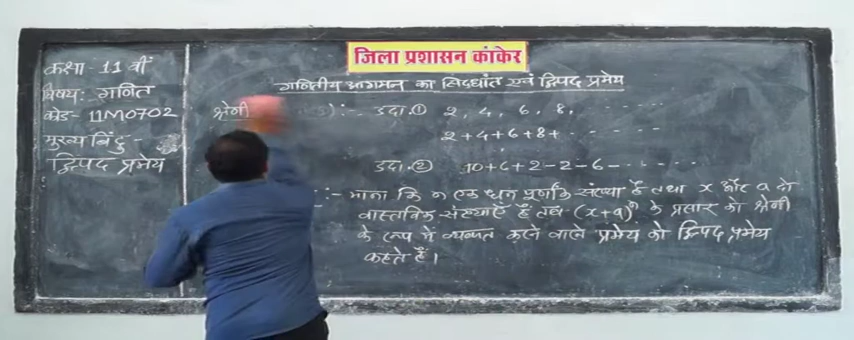 जिला प्रशासन कांकेर
कक्षा - 11 वीं
विषय: गणित
कोड - 11M0702
मुख्य बिंदु -
द्विपद प्रमेय
गणितीय आगमन का सिद्धांत एवं द्विपद प्रमेय
श्रेणी :- उदा. ① 2, 4, 6, 8, ......
2+4+6+8+ ......
उदा. ② 10+6+2-2-6- ......
:- माना कि n एक धन पूर्णांक संख्या है तथा x और a दो
वास्तविक संख्याएँ हैं तब (x+a)ⁿ के प्रसार को श्रेणी
के रूप में व्यक्त करने वाले प्रमेय को द्विपद प्रमेय
कहते हैं।